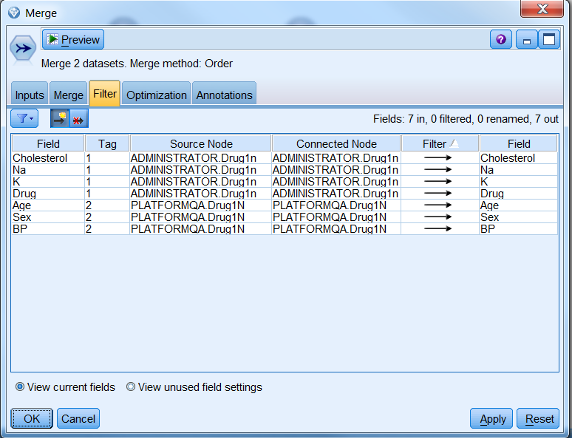 Merge
Preview
Merge 2 datasets. Merge method: Order
Inputs Merge Filter Optimization Annotations
Fields: 7 in, 0 filtered, 0 renamed, 7 out
Field Tag Source Node Connected Node Filter Field
Cholesterol 1 ADMINISTRATOR.Drug1n ADMINISTRATOR.Drug1n Cholesterol
Na 1 ADMINISTRATOR.Drug1n ADMINISTRATOR.Drug1n Na
K 1 ADMINISTRATOR.Drug1n ADMINISTRATOR.Drug1n K
Drug 1 ADMINISTRATOR.Drug1n ADMINISTRATOR.Drug1n Drug
Age 2 PLATFORMQA.Drug1N PLATFORMQA.Drug1N Age
Sex 2 PLATFORMQA.Drug1N PLATFORMQA.Drug1N Sex
BP 2 PLATFORMQA.Drug1N PLATFORMQA.Drug1N BP
View current fields View unused field settings
OK Cancel Apply Reset